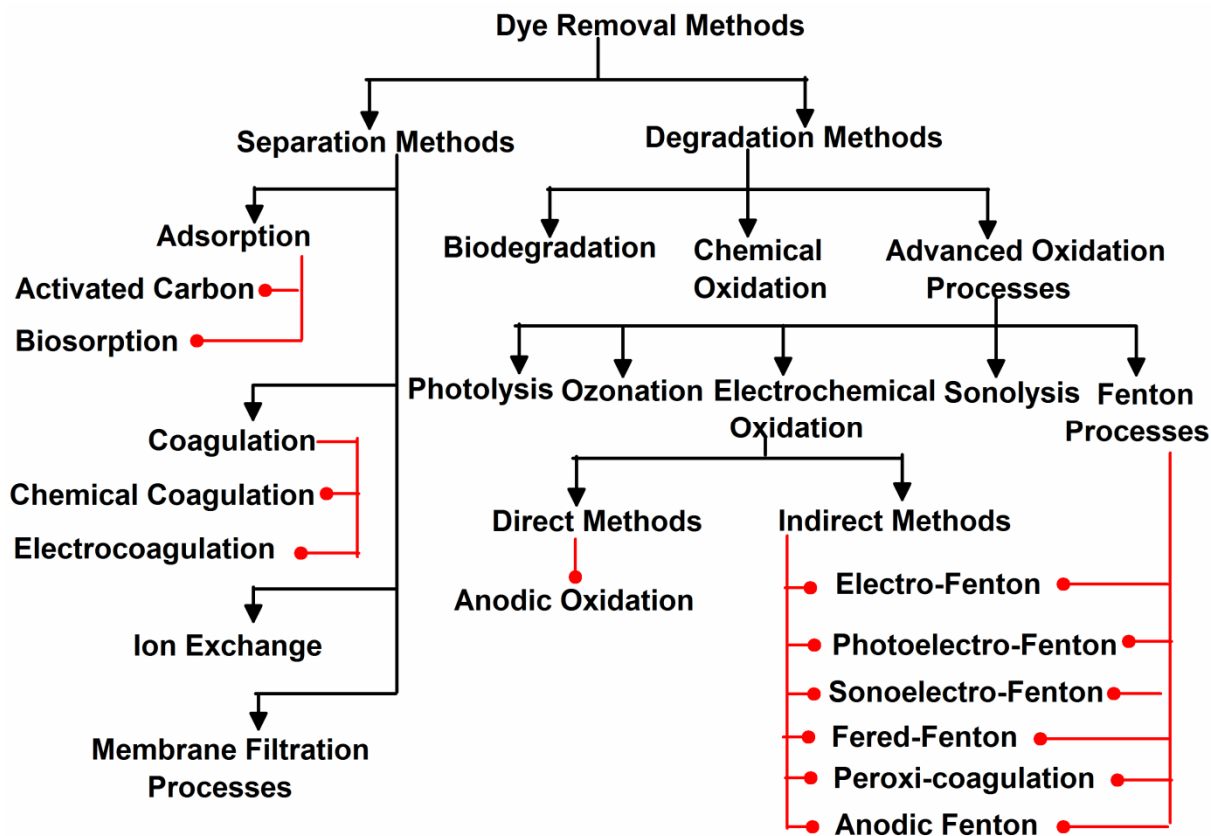 Dye Removal Methods
Separation Methods
Degradation Methods
Adsorption
Activated Carbon
Biosorption
Coagulation
Chemical Coagulation
Electrocoagulation
Ion Exchange
Membrane Filtration
Processes
Biodegradation
Chemical
Oxidation
Advanced Oxidation
Processes
Photolysis
Ozonation
Electrochemical
Oxidation
Sonolysis
Fenton
Processes
Direct Methods
Anodic Oxidation
Indirect Methods
Electro-Fenton
Photoelectro-Fenton
Sonoelectro-Fenton
Fered-Fenton
Peroxi-coagulation
Anodic Fenton